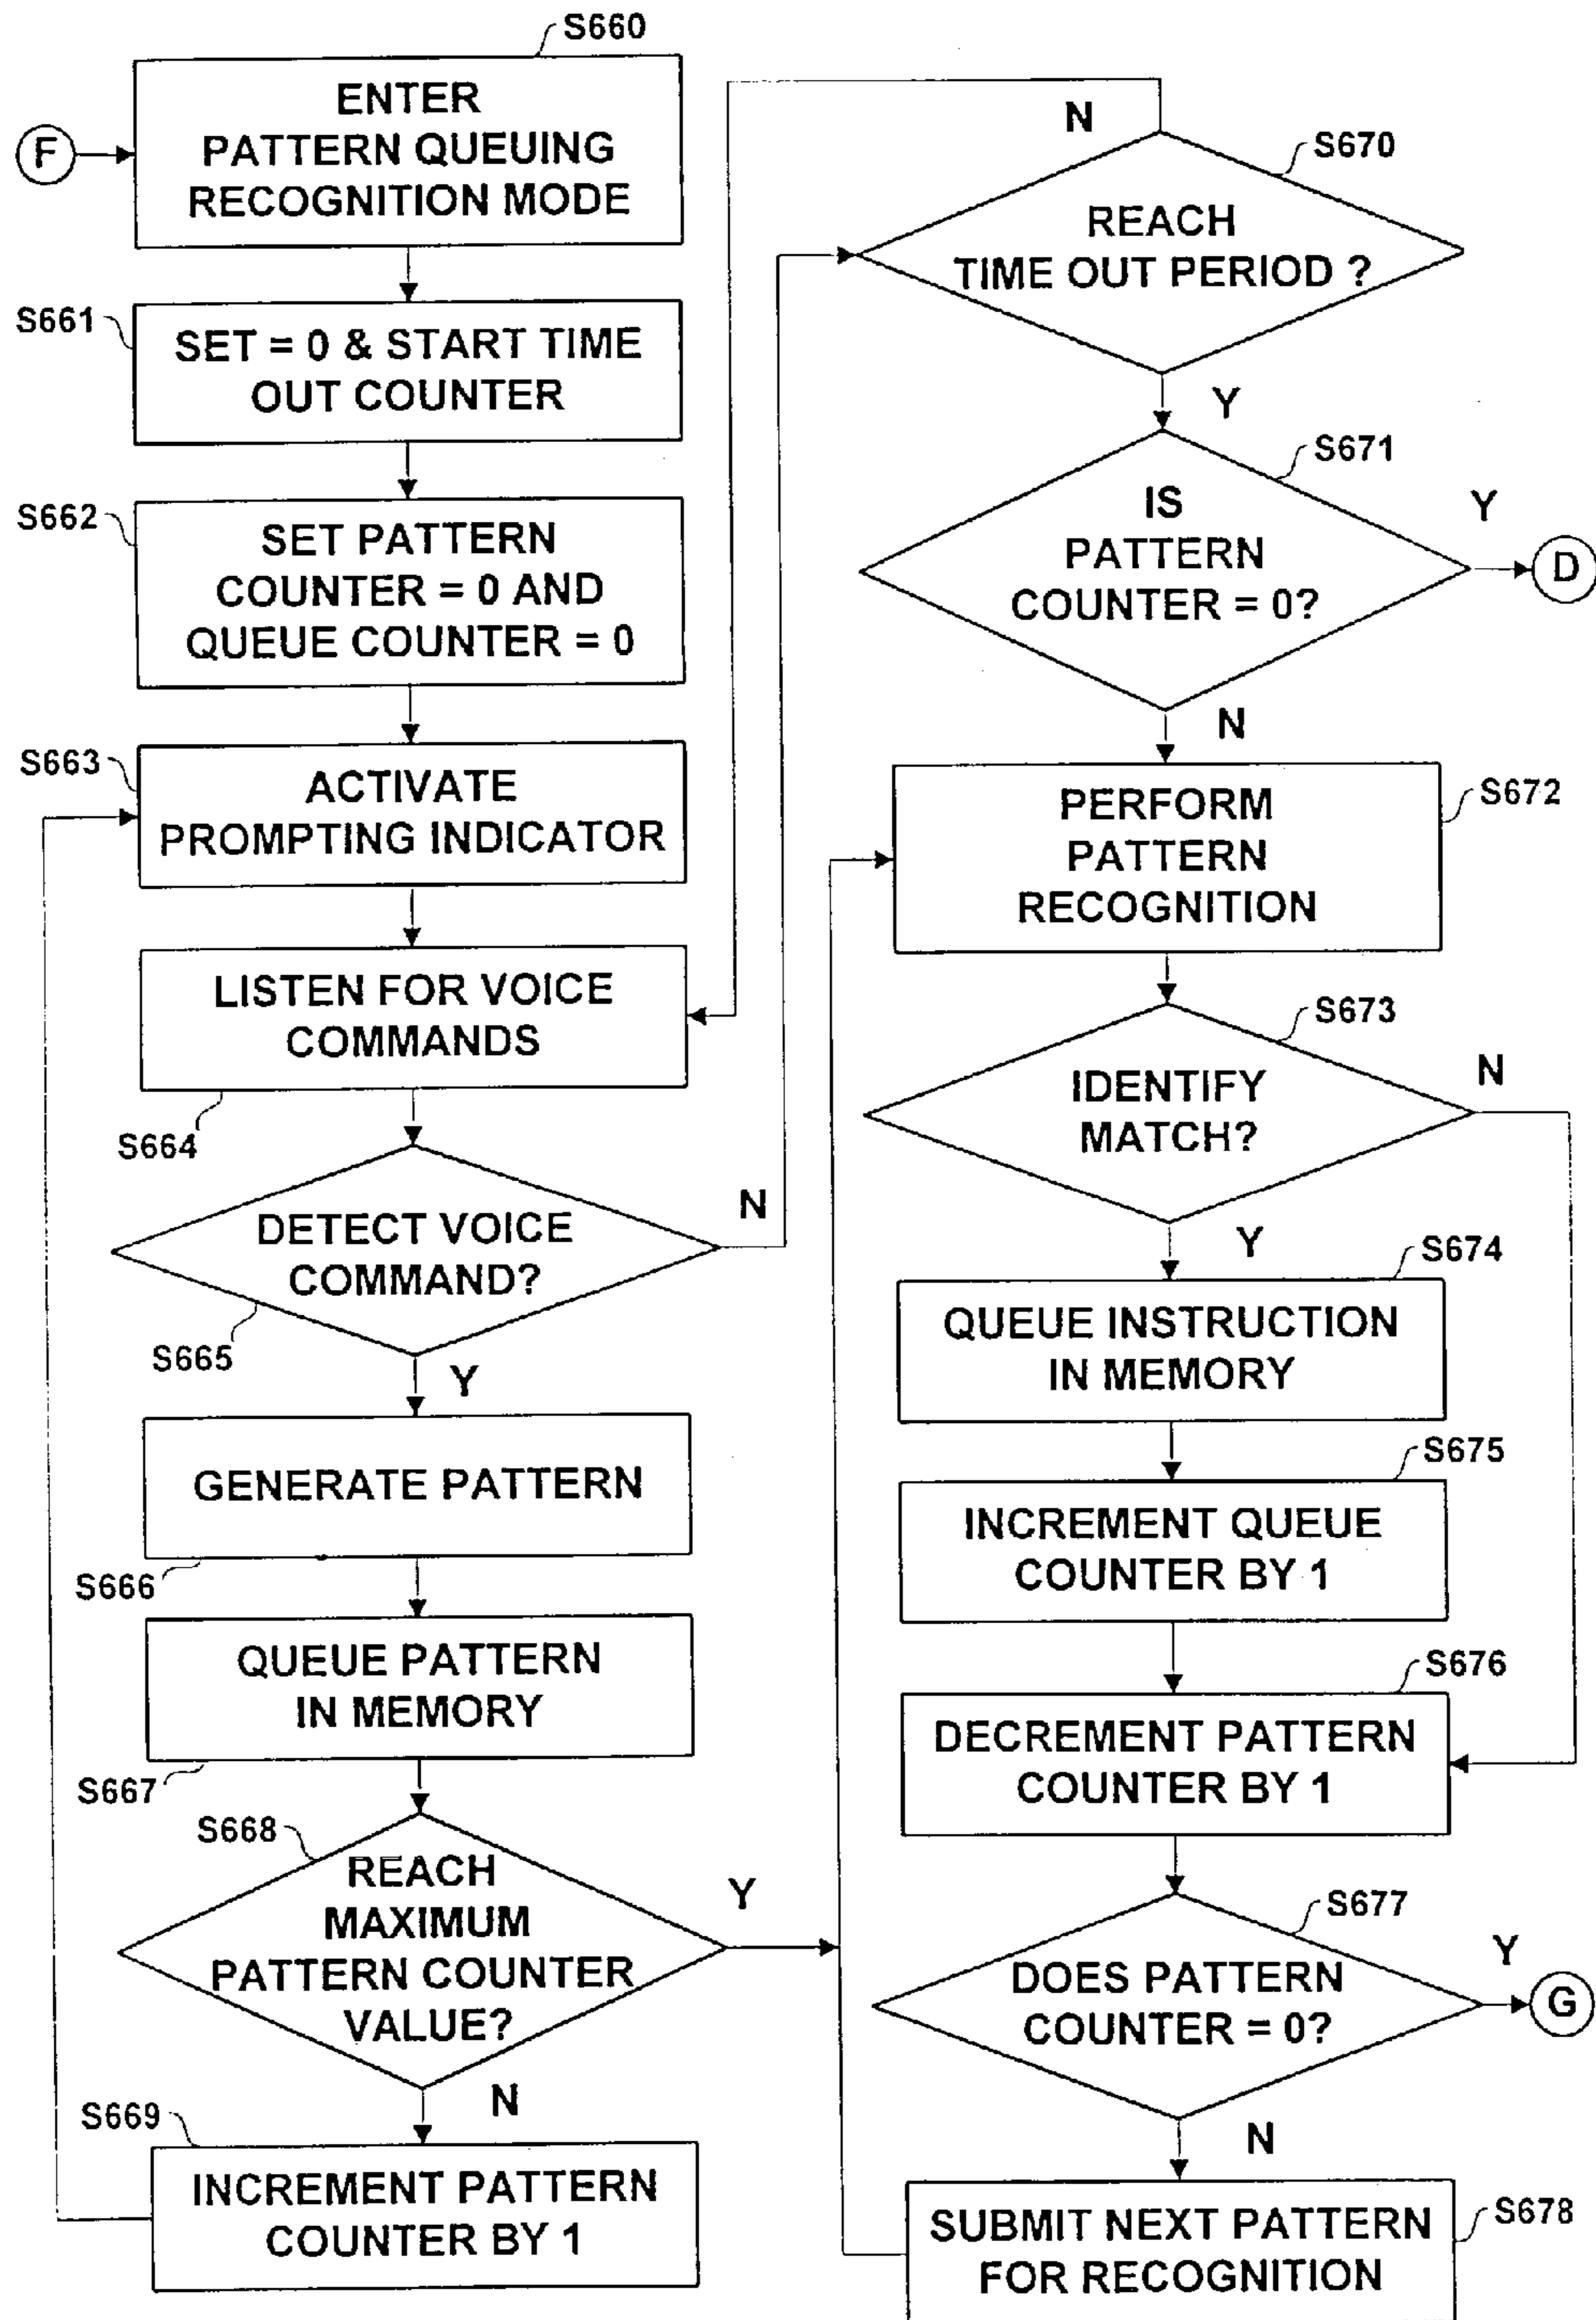 S660
ENTER
PATTERN QUEUING
RECOGNITION MODE
F
S661
SET = 0 & START TIME
OUT COUNTER
S662
SET PATTERN
COUNTER = 0 AND
QUEUE COUNTER = 0
S663
ACTIVATE
PROMPTING INDICATOR
LISTEN FOR VOICE
COMMANDS
S664
DETECT VOICE
COMMAND?
N
S665
Y
GENERATE PATTERN
S666
QUEUE PATTERN
IN MEMORY
S667
S668
REACH
MAXIMUM
PATTERN COUNTER
VALUE?
Y
N
S669
INCREMENT PATTERN
COUNTER BY 1
N
S670
REACH
TIME OUT PERIOD ?
Y
S671
IS
PATTERN
COUNTER = 0?
Y
D
N
S672
PERFORM
PATTERN
RECOGNITION
S673
IDENTIFY
MATCH?
N
Y
S674
QUEUE INSTRUCTION
IN MEMORY
S675
INCREMENT QUEUE
COUNTER BY 1
S676
DECREMENT PATTERN
COUNTER BY 1
S677
DOES PATTERN
COUNTER = 0?
Y
G
N
S678
SUBMIT NEXT PATTERN
FOR RECOGNITION